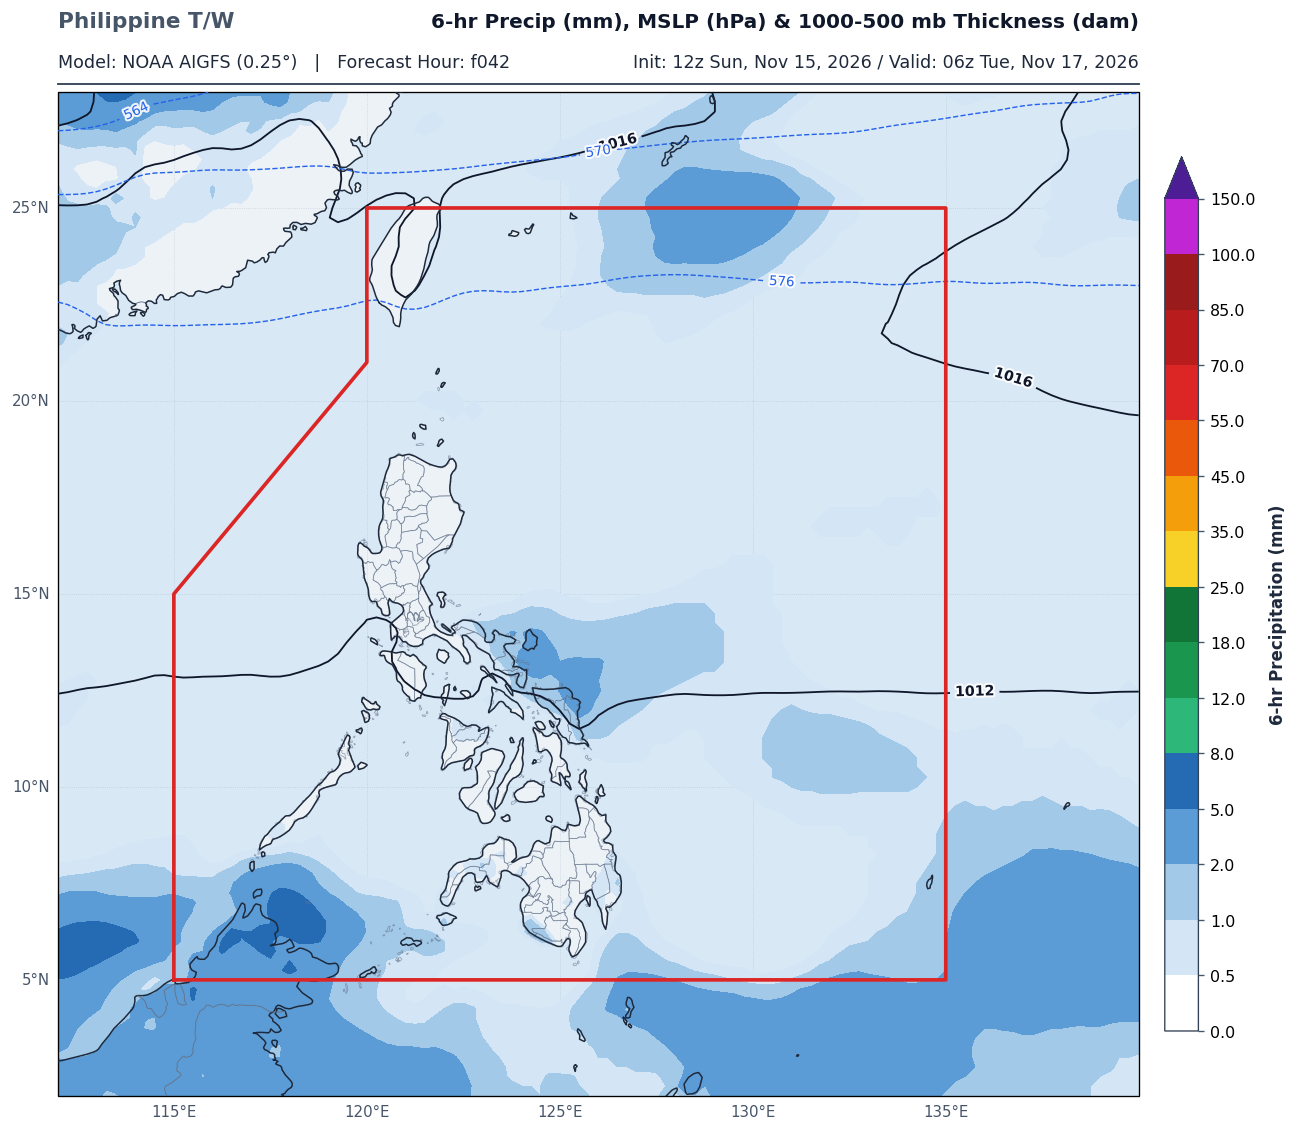 Philippine T/W
6-hr Precip (mm), MSLP (hPa) & 1000-500 mb Thickness (dam)
Model: NOAA AIGFS (0.25°) | Forecast Hour: f042
Init: 12z Sun, Nov 15, 2026 / Valid: 06z Tue, Nov 17, 2026
564
1016
570
576
1016
1012
25°N
20°N
15°N
10°N
5°N
115°E
120°E
125°E
130°E
135°E
150.0
100.0
85.0
70.0
55.0
45.0
35.0
25.0
18.0
12.0
8.0
5.0
2.0
1.0
0.5
0.0
6-hr Precipitation (mm)